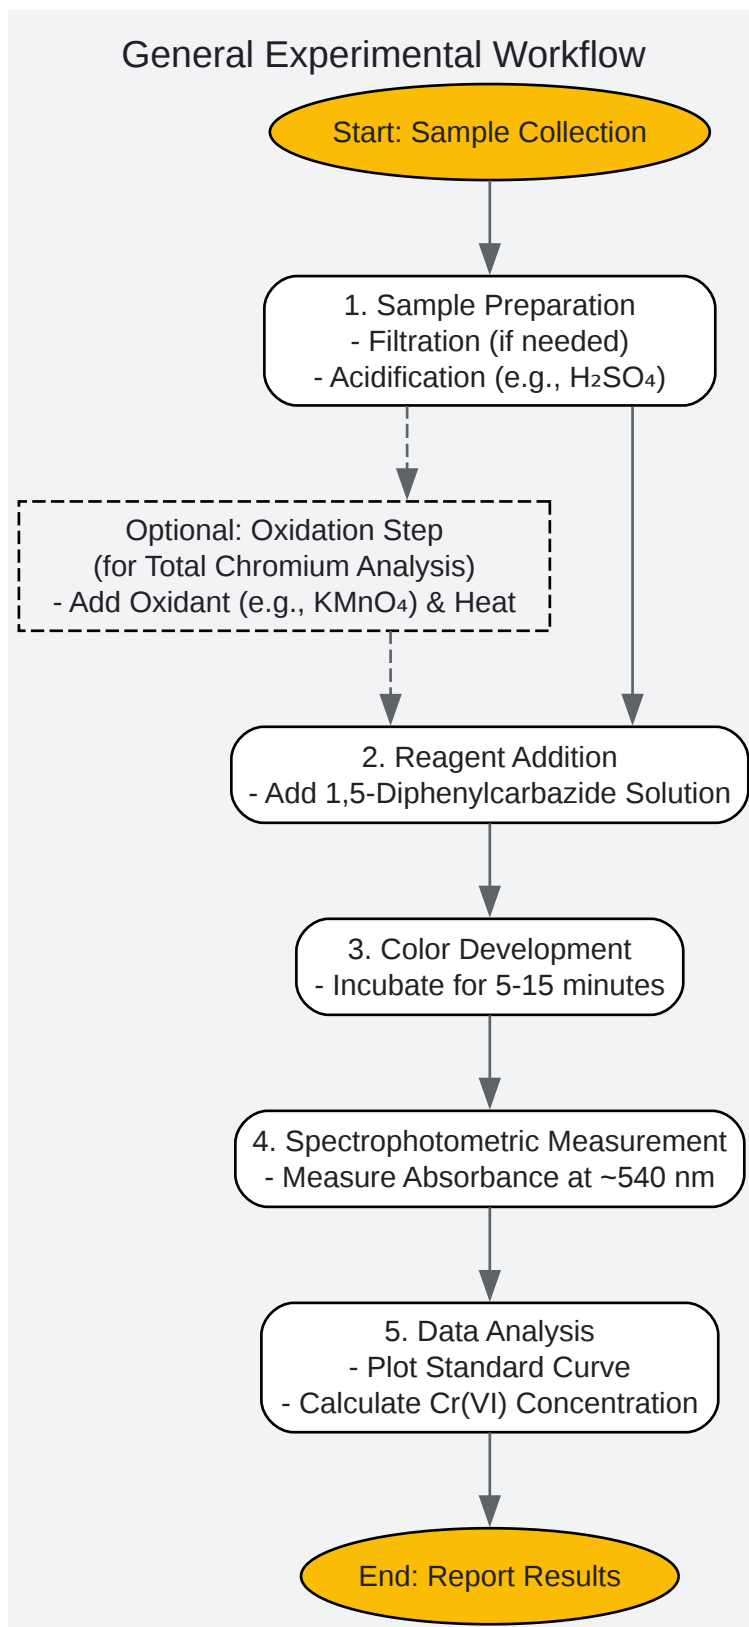 General Experimental Workflow
Start: Sample Collection
1. Sample Preparation
- Filtration (if needed)
- Acidification (e.g., H₂SO₄)
Optional: Oxidation Step
(for Total Chromium Analysis)
- Add Oxidant (e.g., KMnO₄) & Heat
2. Reagent Addition
- Add 1,5-Diphenylcarbazide Solution
3. Color Development
- Incubate for 5-15 minutes
4. Spectrophotometric Measurement
- Measure Absorbance at ~540 nm
5. Data Analysis
- Plot Standard Curve
- Calculate Cr(VI) Concentration
End: Report Results